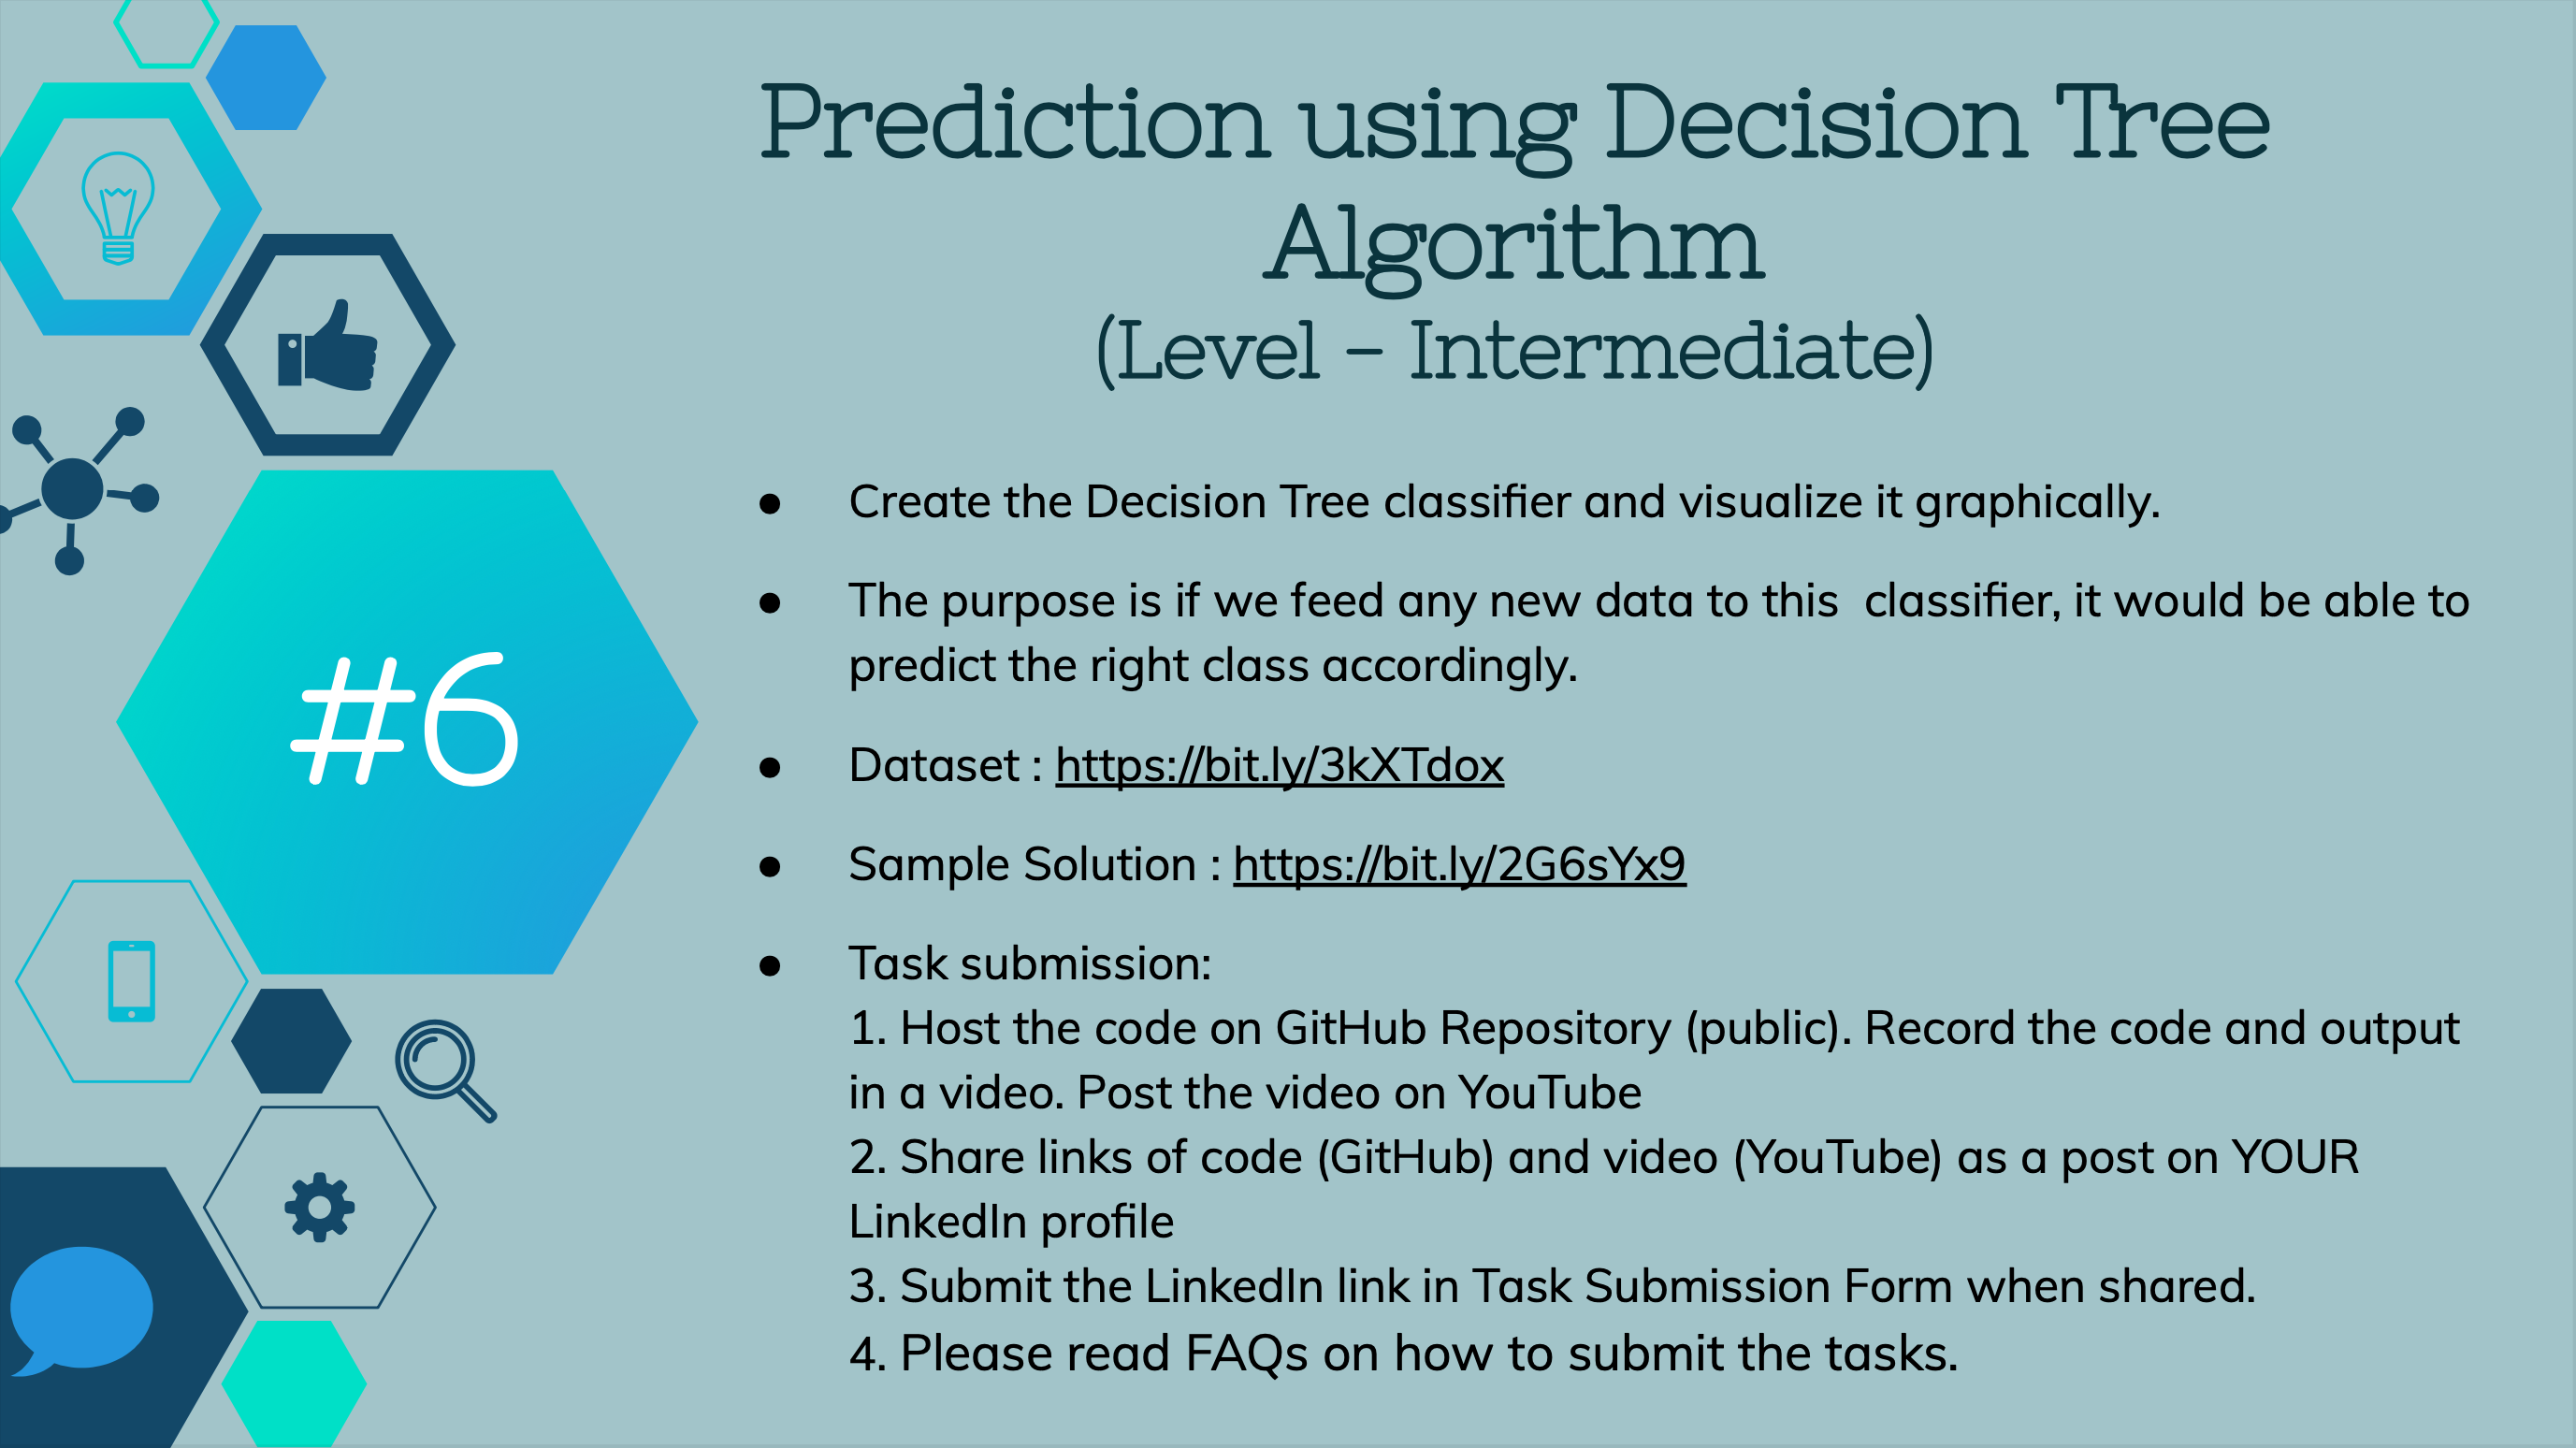 Prediction using Decision Tree
Algorithm
(Level - Intermediate)
#6
● Create the Decision Tree classifier and visualize it graphically.
● The purpose is if we feed any new data to this  classifier, it would be able to
predict the right class accordingly.
● Dataset : https://bit.ly/3kXTdox
● Sample Solution : https://bit.ly/2G6sYx9
● Task submission:
1. Host the code on GitHub Repository (public). Record the code and output
in a video. Post the video on YouTube
2. Share links of code (GitHub) and video (YouTube) as a post on YOUR
LinkedIn profile
3. Submit the LinkedIn link in Task Submission Form when shared.
4. Please read FAQs on how to submit the tasks.